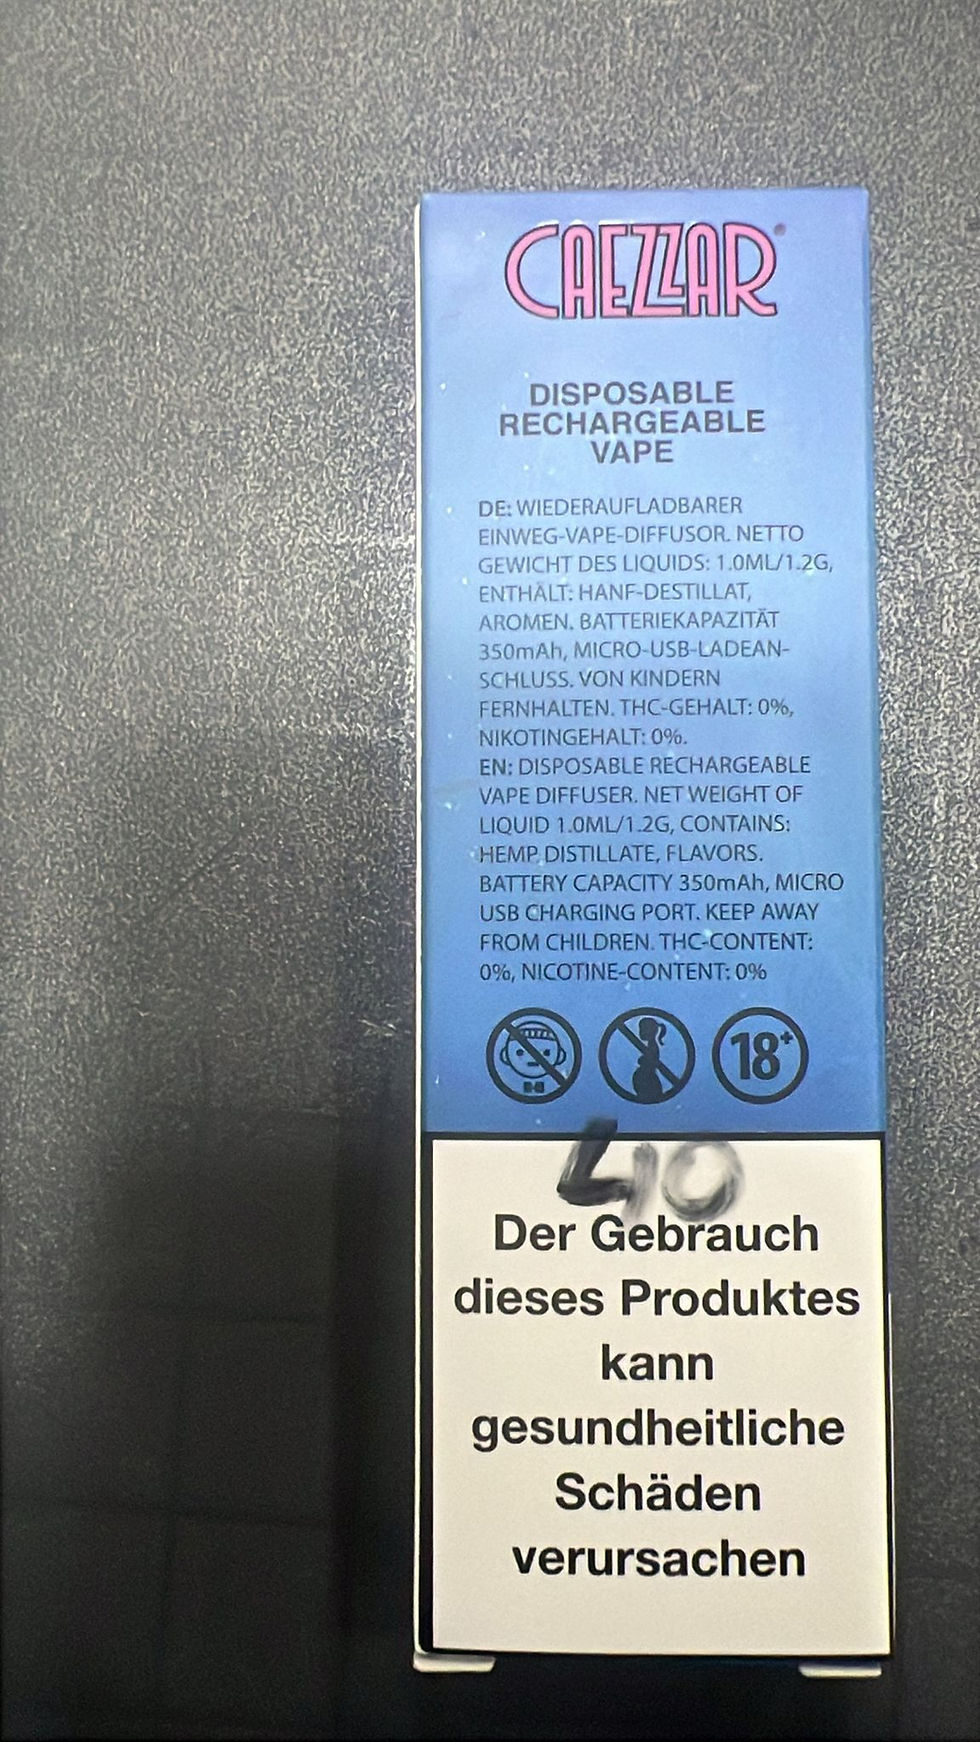 CAEZZAR®
DISPOSABLE
RECHARGEABLE
VAPE
DE: WIEDERAUFLADBARER
EINWEG-VAPE-DIFFUSOR. NETTO
GEWICHT DES LIQUIDS: 1.0ML/1.2G,
ENTHÄLT: HANF-DESTILLAT,
AROMEN. BATTERIEKAPAZITÄT
350mAh, MICRO-USB-LADEAN-
SCHLUSS. VON KINDERN
FERNHALTEN. THC-GEHALT: 0%,
NIKOTINGEHALT: 0%.
EN: DISPOSABLE RECHARGEABLE
VAPE DIFFUSER. NET WEIGHT OF
LIQUID 1.0ML/1.2G, CONTAINS:
HEMP DISTILLATE, FLAVORS.
BATTERY CAPACITY 350mAh, MICRO
USB CHARGING PORT. KEEP AWAY
FROM CHILDREN. THC-CONTENT:
0%, NICOTINE-CONTENT: 0%
18+
40
Der Gebrauch
dieses Produktes
kann
gesundheitliche
Schäden
verursachen